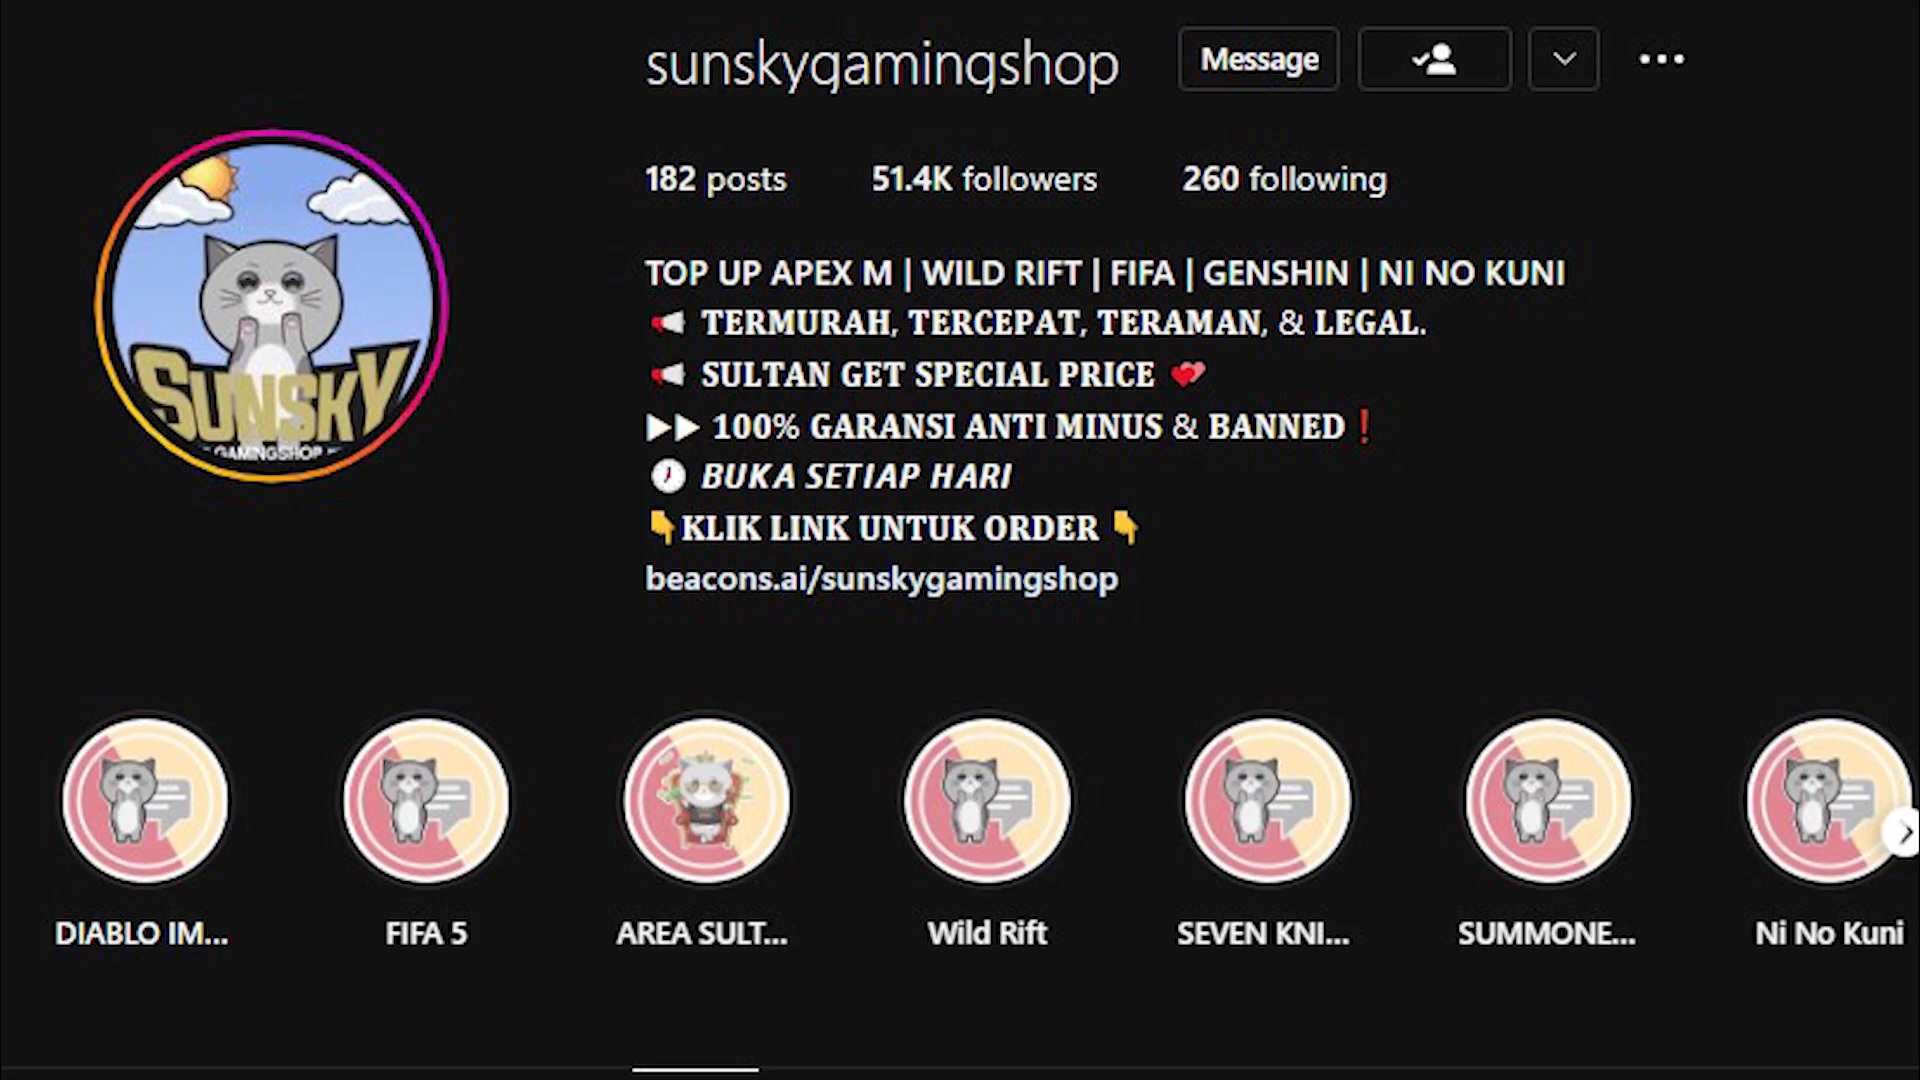 sunskygamingshop
Message
182 posts
51.4K followers
260 following
TOP UP APEX M | WILD RIFT | FIFA | GENSHIN | NI NO KUNI
TERMURAH, TERCEPAT, TERAMAN, & LEGAL.
SULTAN GET SPECIAL PRICE
100% GARANSI ANTI MINUS & BANNED❗
BUKA SETIAP HARI
KLIK LINK UNTUK ORDER
beacons.ai/sunskygamingshop
SUNSKY
GAMINGSHOP
DIABLO IM...
FIFA 5
AREA SULT...
Wild Rift
SEVEN KNI...
SUMMONE...
Ni No Kuni